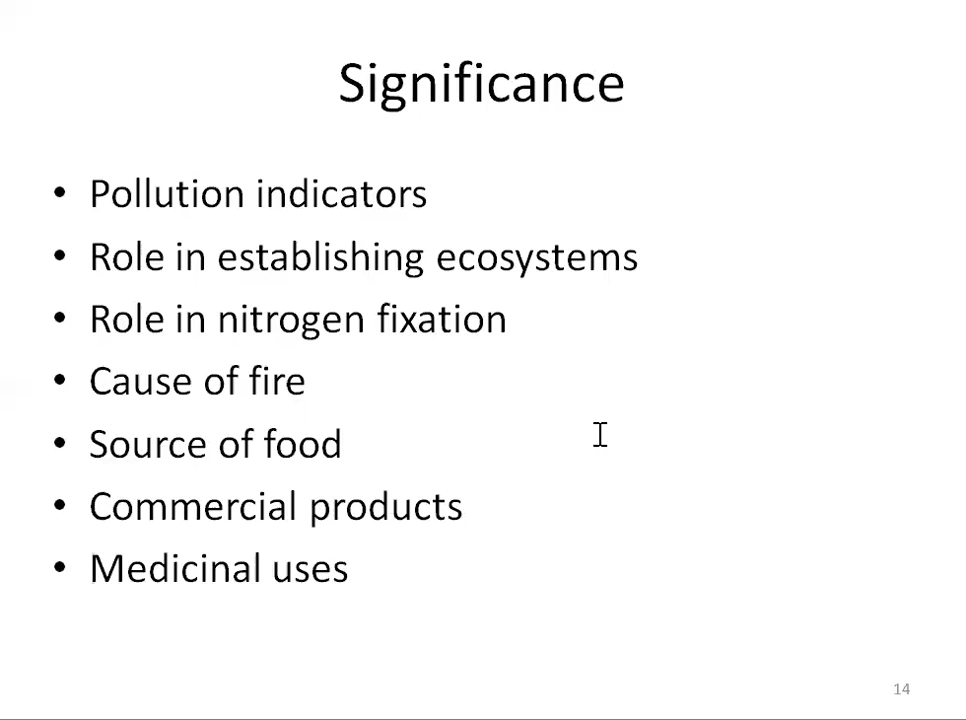 Significance
• Pollution indicators
• Role in establishing ecosystems
• Role in nitrogen fixation
• Cause of fire
• Source of food
• Commercial products
• Medicinal uses
14